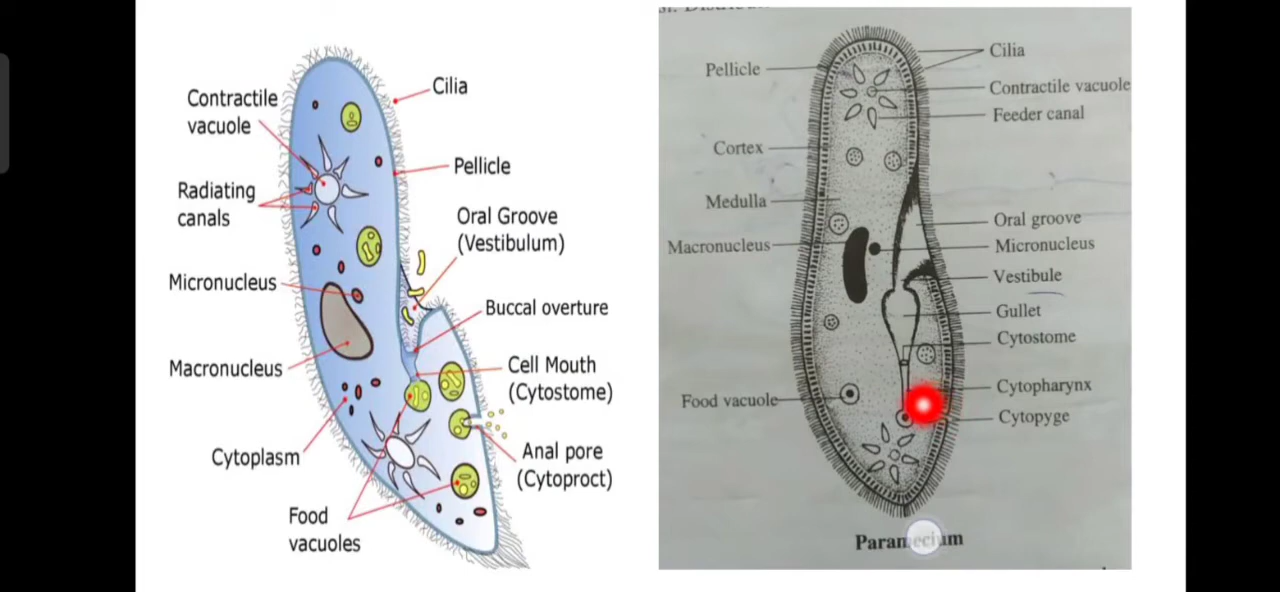 Contractile
vacuole
Cilia
Pellicle
Radiating
canals
Oral Groove
(Vestibulum)
Micronucleus
Buccal overture
Macronucleus
Cell Mouth
(Cytostome)
Cytoplasm
Anal pore
(Cytoproct)
Food
vacuoles
Pellicle
Cilia
Contractile vacuole
Feeder canal
Cortex
Medulla
Oral groove
Macronucleus
Micronucleus
Vestibule
Gullet
Cytostome
Cytopharynx
Food vacuole
Cytopyge
Paramecium